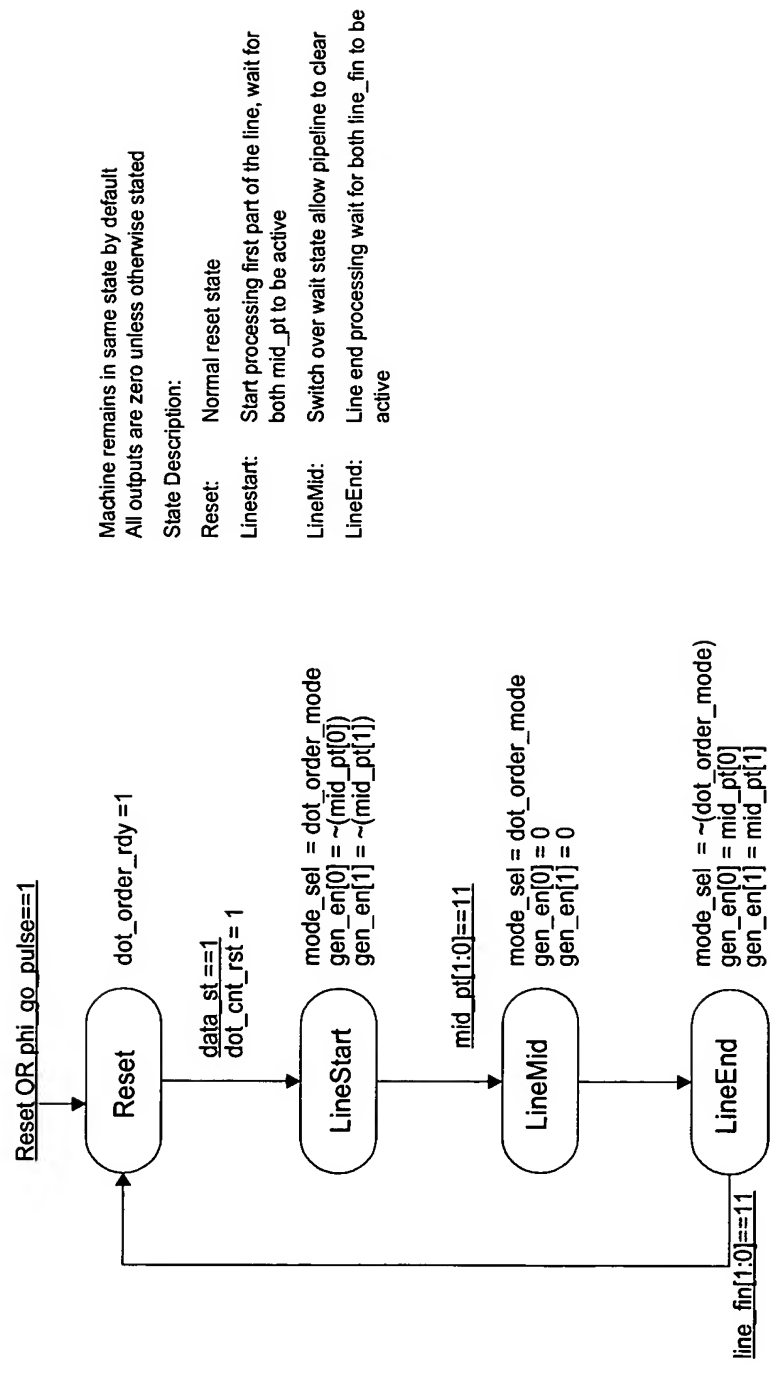 Reset OR phi_go_pulse==1
Reset
dot_order_rdy =1
data_st ==1
dot_cnt_rst = 1
LineStart
mode_sel = dot_order_mode
gen_en[0] = ~(mid_pt[0])
gen_en[1] = ~(mid_pt[1])
mid_pt[1:0]==11
LineMid
mode_sel = dot_order_mode
gen_en[0] = 0
gen_en[1] = 0
LineEnd
mode_sel = ~(dot_order_mode)
gen_en[0] = mid_pt[0]
gen_en[1] = mid_pt[1]
line_fin[1:0]==11
Machine remains in same state by default
All outputs are zero unless otherwise stated
State Description:
Reset: Normal reset state
Linestart: Start processing first part of the line, wait for
both mid_pt to be active
LineMid: Switch over wait state allow pipeline to clear
LineEnd: Line end processing wait for both line_fin to be
active